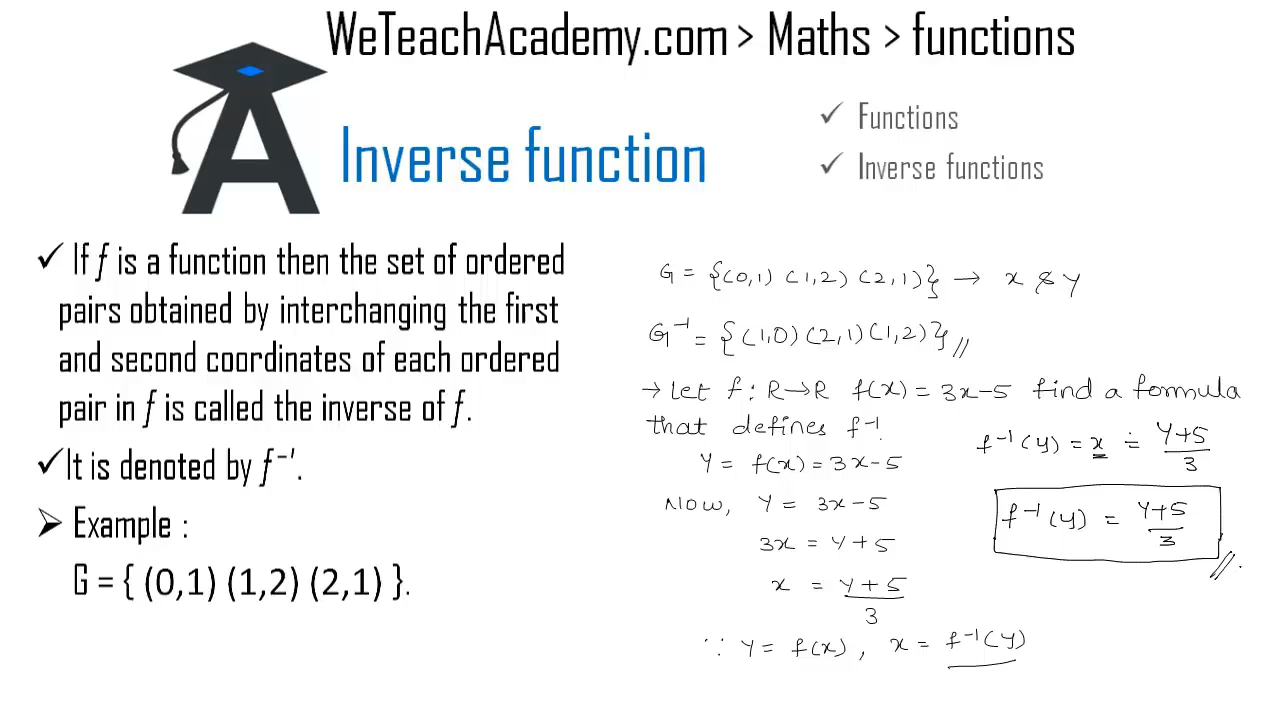 WeTeachAcademy.com > Maths > functions
A
Inverse function
✓ Functions
✓ Inverse functions
✓ If f is a function then the set of ordered
pairs obtained by interchanging the first
and second coordinates of each ordered
pair in f is called the inverse of f.
✓ It is denoted by f⁻¹.
➢ Example :
G = { (0,1) (1,2) (2,1) }.
G = {(0,1) (1,2) (2,1)} → x & y
G⁻¹ = {(1,0) (2,1) (1,2)} //
→ Let f: R→R f(x) = 3x-5 find a formula
that defines f⁻¹.
y = f(x) = 3x-5
Now, y = 3x-5
3x = y+5
x = y+5/3
∵ y = f(x), x = f⁻¹(y)
f⁻¹(y) = x = y+5/3
f⁻¹(y) = y+5/3 //.